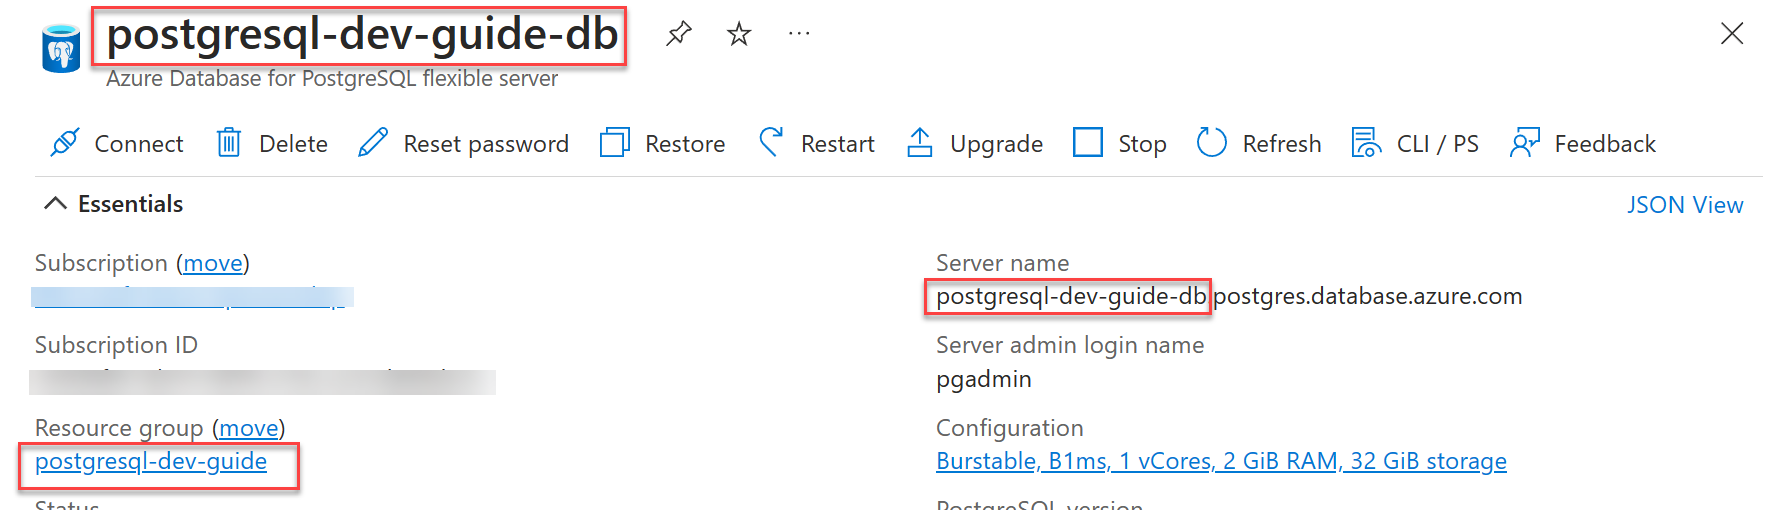 postgresql-dev-guide-db
Azure Database for PostgreSQL flexible server
Connect Delete Reset password Restore Restart Upgrade Stop Refresh CLI / PS Feedback
Essentials
JSON View
Subscription (move)
Subscription ID
Resource group (move)
postgresql-dev-guide
Status
Server name
postgresql-dev-guide-db.postgres.database.azure.com
Server admin login name
pgadmin
Configuration
Burstable, B1ms, 1 vCores, 2 GiB RAM, 32 GiB storage
PostgreSQL version